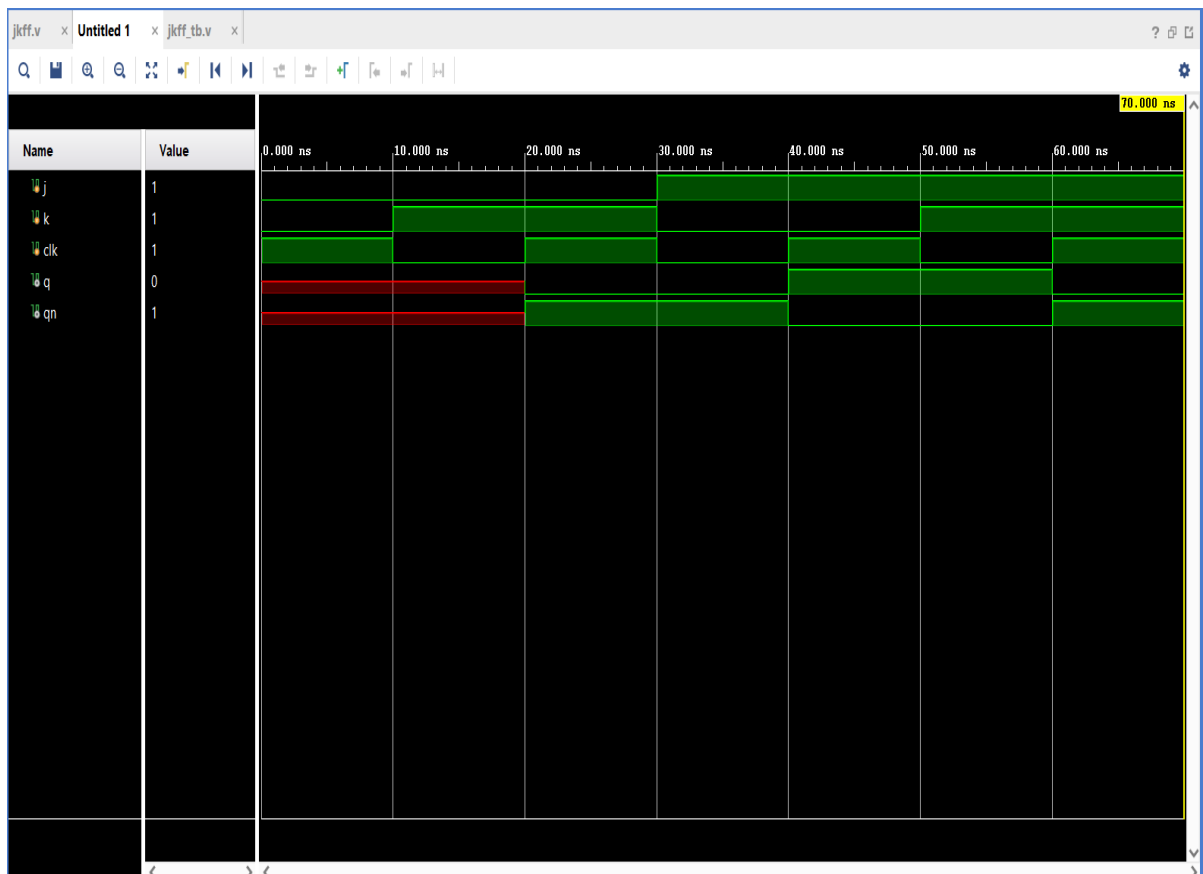 jkff.v × Untitled 1 × jkff_tb.v ×
70.000 ns
Name Value 0.000 ns 10.000 ns 20.000 ns 30.000 ns 40.000 ns 50.000 ns 60.000 ns
j 1
k 1
clk 1
q 0
qn 1